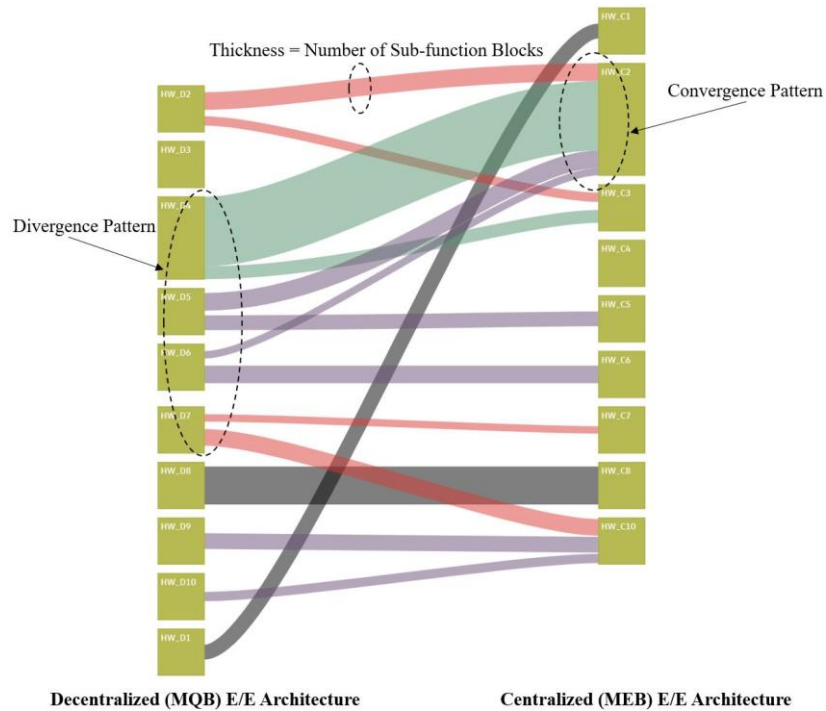 HW_C1
Thickness = Number of Sub-function Blocks
HW_C2
HW_D2
Convergence Pattern
HW_D3
HW_C3
HW_D4
Divergence Pattern
HW_C4
HW_D5
HW_C5
HW_D6
HW_C6
HW_D7
HW_C7
HW_D8
HW_C8
HW_D9
HW_C10
HW_D10
HW_D1
Decentralized (MQB) E/E Architecture
Centralized (MEB) E/E Architecture